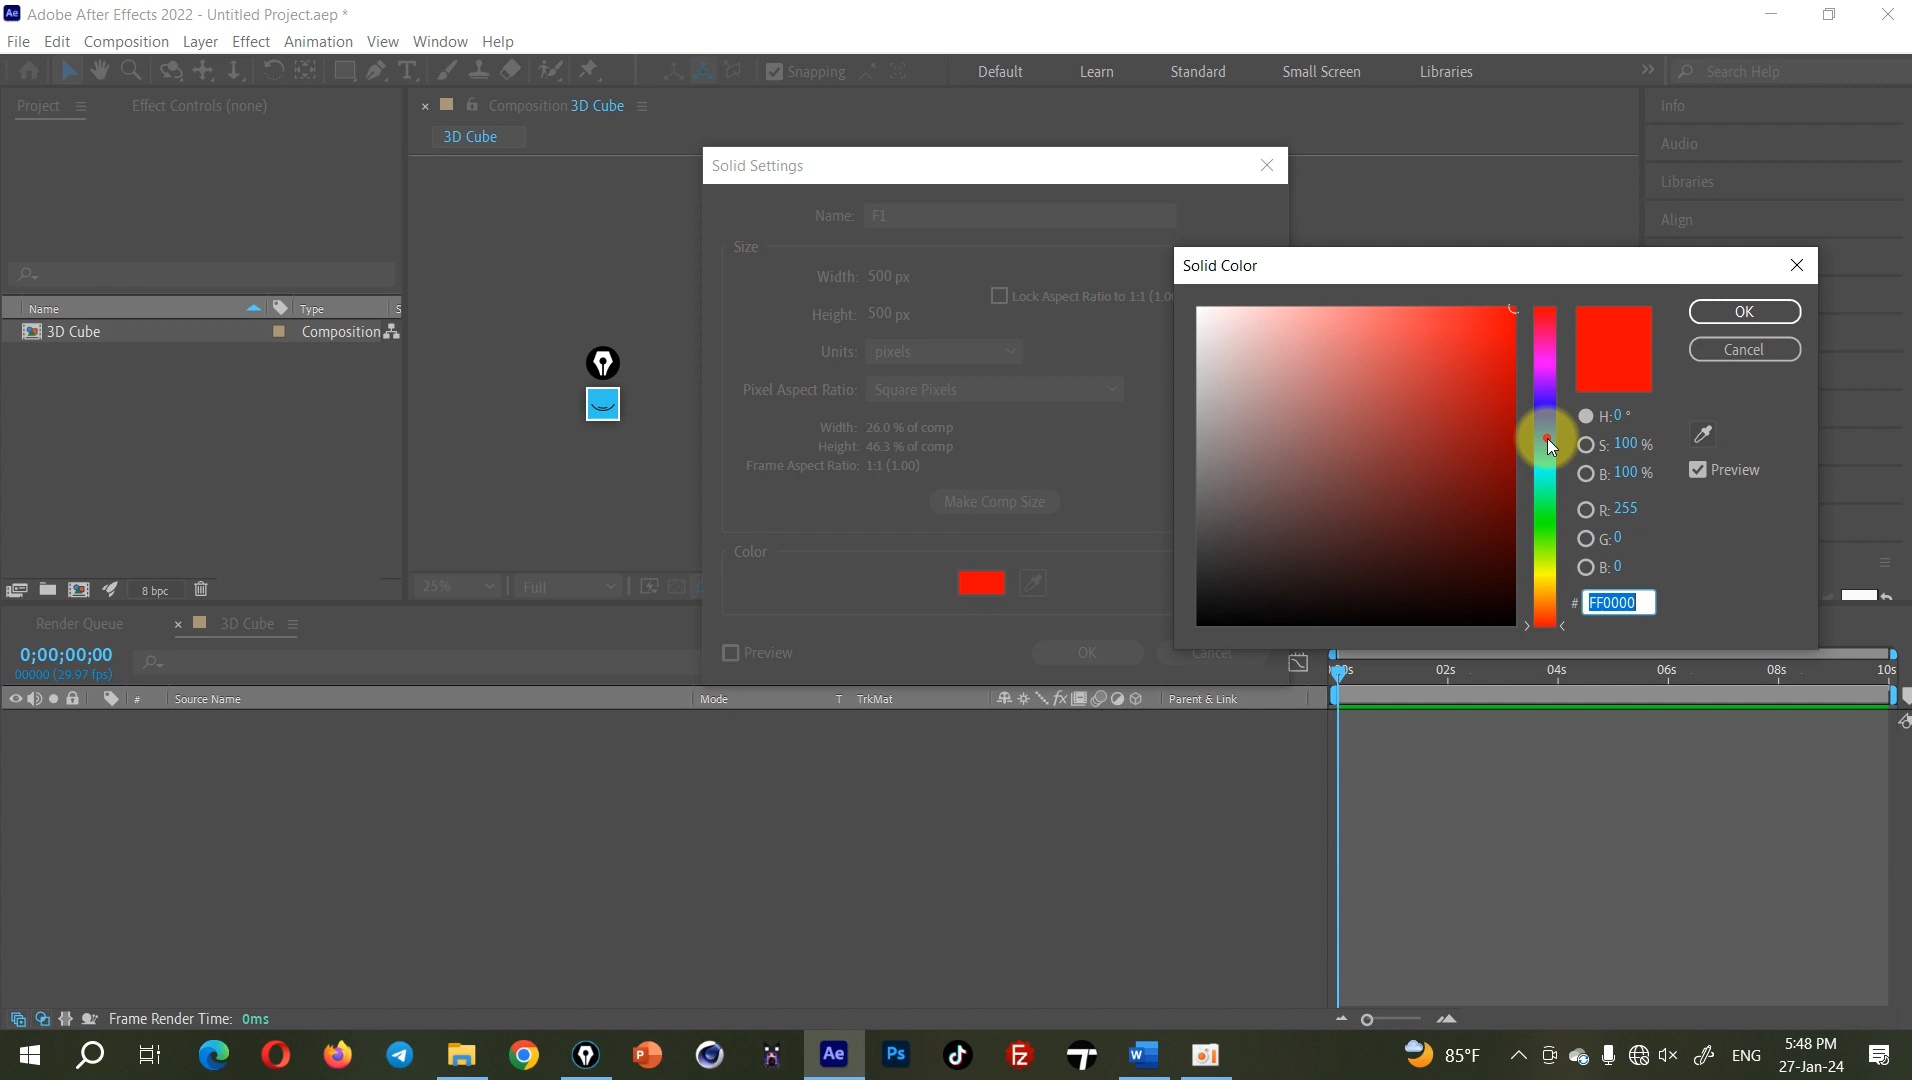 Ae Adobe After Effects 2022 - Untitled Project.aep *
File Edit Composition Layer Effect Animation View Window Help
Snapping Default Learn Standard Small Screen Libraries Search Help
Project Effect Controls (none) × Composition 3D Cube Info
3D Cube
Audio
Solid Settings
Libraries
Name: F1
Align
Size
Solid Color
Width: 500 px
Lock Aspect Ratio to 1:1 (1.0
Height: 500 px
Name Type S
OK
3D Cube Composition
Units: pixels
Cancel
Pixel Aspect Ratio: Square Pixels
H: 0 °
Width: 26.0 % of comp
S: 100 %
Height: 46.3 % of comp
Frame Aspect Ratio: 1:1 (1.00)
B: 100 %
Preview
Make Comp Size
R: 255
G: 0
Color
B: 0
8 bpc 25% Full
# FF0000
Render Queue × 3D Cube
0;00;00;00
00000 (29.97 fps)
Preview OK Cancel
02s 04s 06s 08s 10s
# Source Name Mode T TrkMat fx Parent & Link
Frame Render Time: 0ms
Ae Ps W 85°F ENG 5:48 PM
27-Jan-24